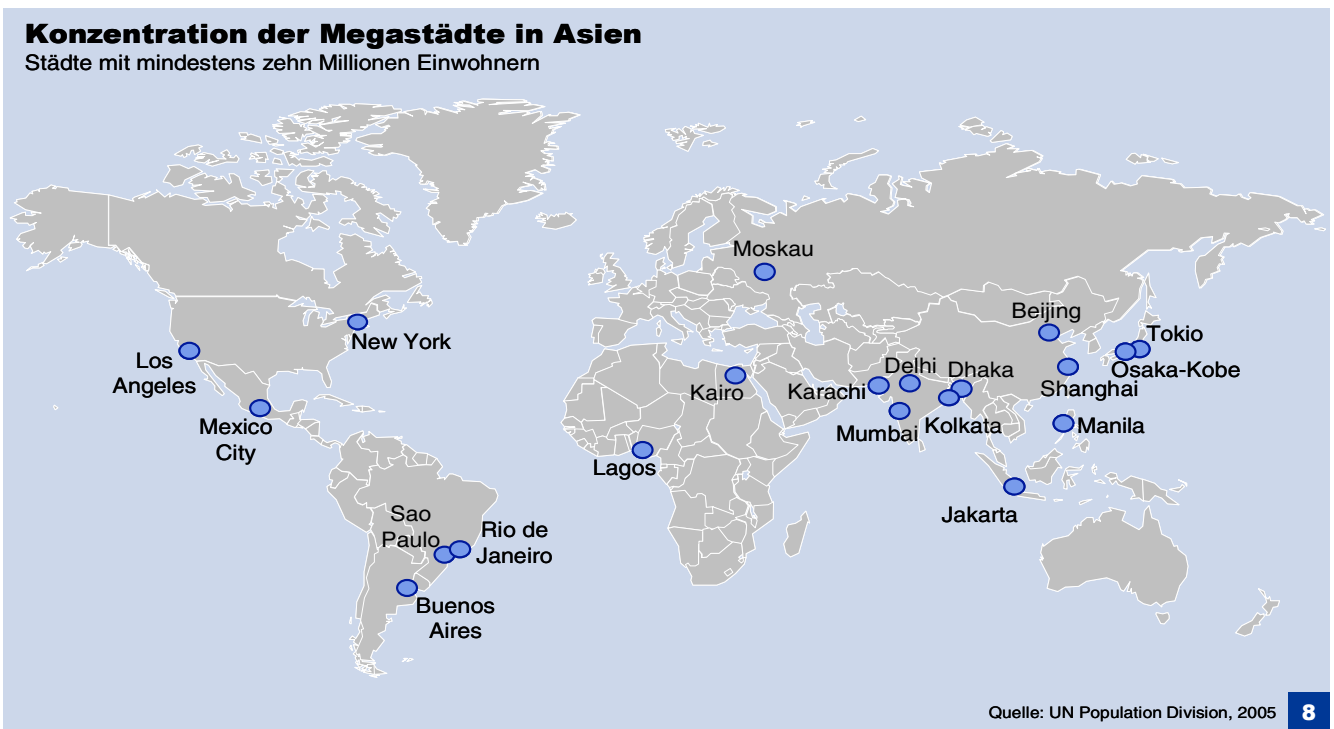 Konzentration der Megastädte in Asien
Städte mit mindestens zehn Millionen Einwohnern
Moskau
Beijing
New York
Tokio
Los
Angeles
Osaka-Kobe
Delhi
Dhaka
Kairo
Karachi
Shanghai
Mexico
City
Mumbai
Kolkata
Manila
Lagos
Jakarta
Sao
Paulo
Rio de
Janeiro
Buenos
Aires
Quelle: UN Population Division, 2005
8